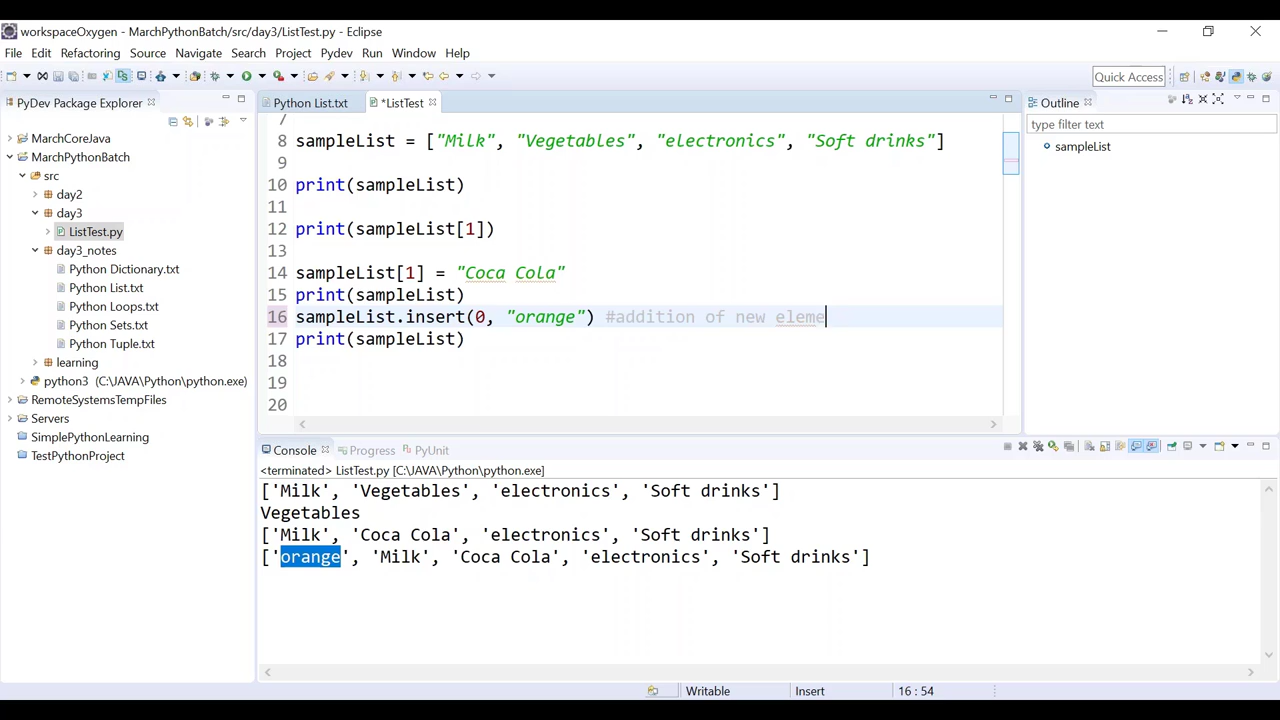 workspaceOxygen - MarchPythonBatch/src/day3/ListTest.py - Eclipse
File Edit Refactoring Source Navigate Search Project Pydev Run Window Help
Quick Access
PyDev Package Explorer
MarchCoreJava
MarchPythonBatch
src
day2
day3
ListTest.py
day3_notes
Python Dictionary.txt
Python List.txt
Python Loops.txt
Python Sets.txt
Python Tuple.txt
learning
python3 (C:\JAVA\Python\python.exe)
RemoteSystemsTempFiles
Servers
SimplePythonLearning
TestPythonProject
Python List.txt *ListTest
7
8 sampleList = ["Milk", "Vegetables", "electronics", "Soft drinks"]
9
10 print(sampleList)
11
12 print(sampleList[1])
13
14 sampleList[1] = "Coca Cola"
15 print(sampleList)
16 sampleList.insert(0, "orange") #addition of new eleme
17 print(sampleList)
18
19
20
Outline
type filter text
sampleList
Console Progress PyUnit
<terminated> ListTest.py [C:\JAVA\Python\python.exe]
['Milk', 'Vegetables', 'electronics', 'Soft drinks']
Vegetables
['Milk', 'Coca Cola', 'electronics', 'Soft drinks']
['orange', 'Milk', 'Coca Cola', 'electronics', 'Soft drinks']
Writable Insert 16 : 54